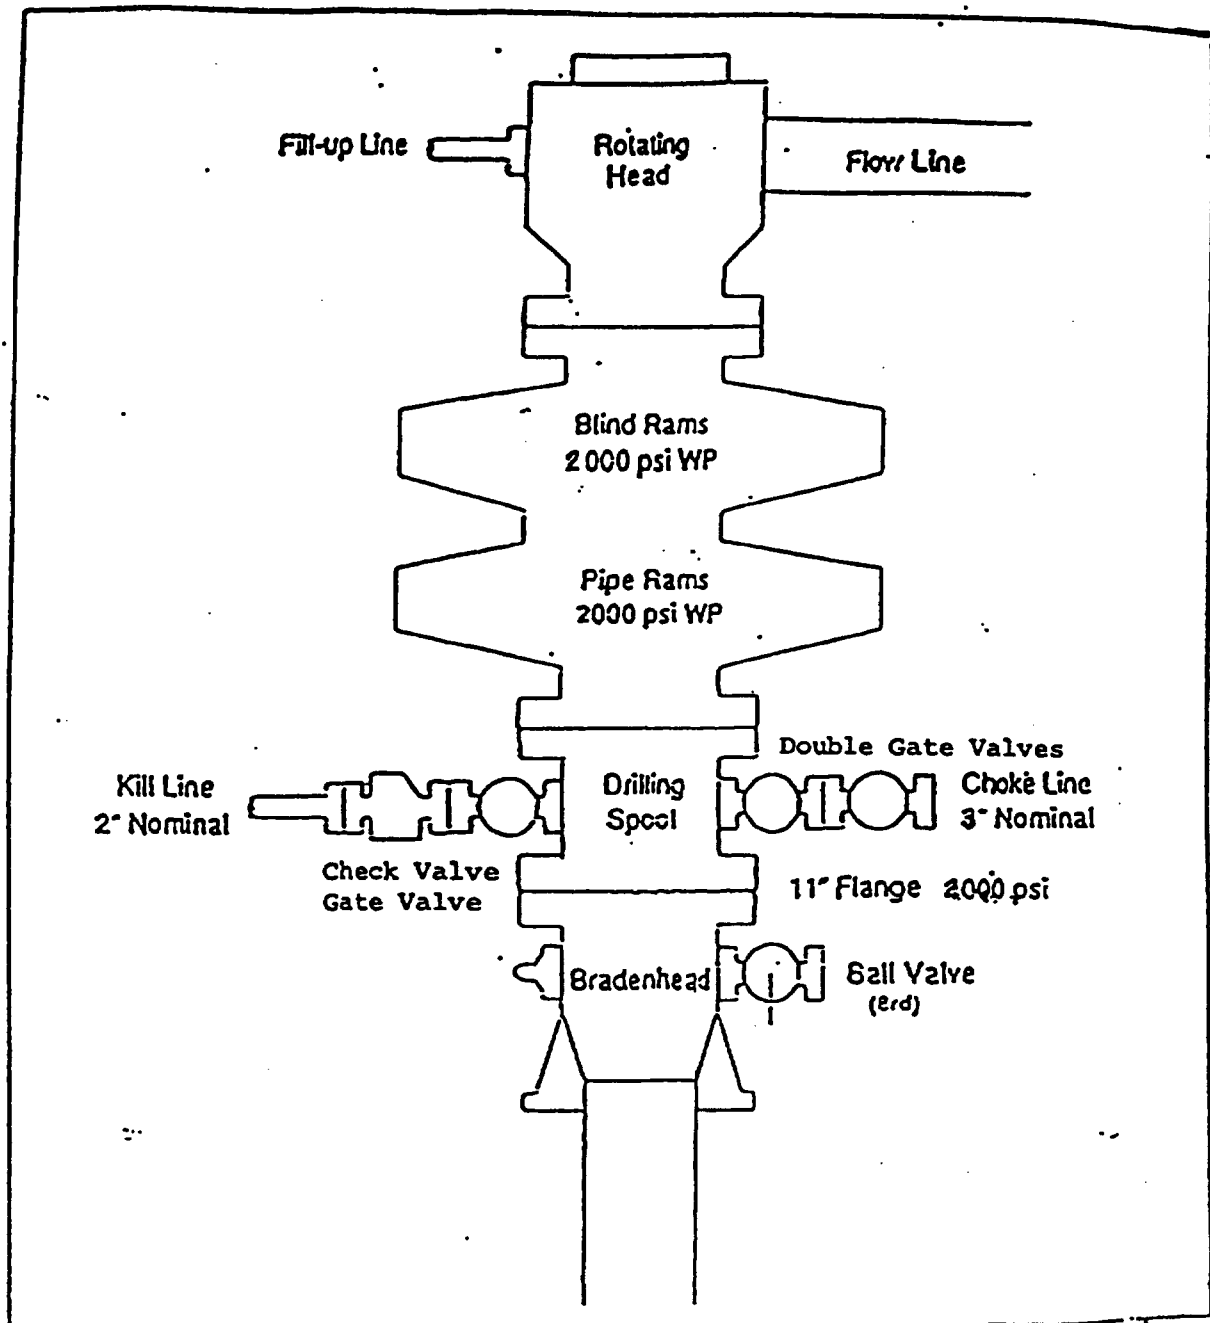 Fill-up Line
Rotating
Head
Flow Line
Blind Rams
2000 psi WP
Pipe Rams
2000 psi WP
Double Gate Valves
Kill Line
2" Nominal
Drilling
Spool
Choke Line
3" Nominal
Check Valve
Gate Valve
11" Flange 2000 psi
Bradenhead
Ball Valve